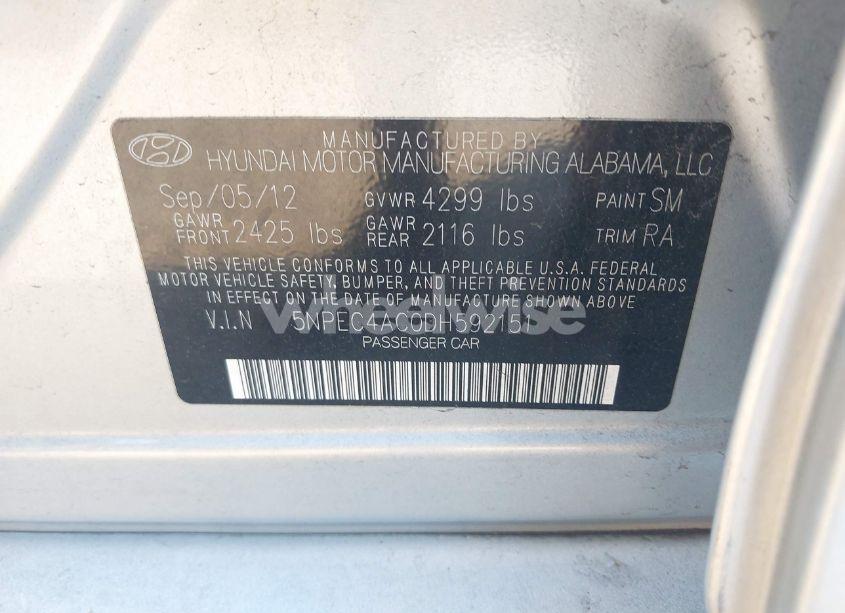 MANUFACTURED BY
HYUNDAI MOTOR MANUFACTURING ALABAMA, LLC
Sep/05/12 GVWR 4299 lbs PAINT SM
GAWR FRONT 2425 lbs GAWR REAR 2116 lbs TRIM RA
THIS VEHICLE CONFORMS TO ALL APPLICABLE U.S.A. FEDERAL
MOTOR VEHICLE SAFETY, BUMPER, AND THEFT PREVENTION STANDARDS
IN EFFECT ON THE DATE OF MANUFACTURE SHOWN ABOVE
V.I.N
wheelwise
PASSENGER CAR